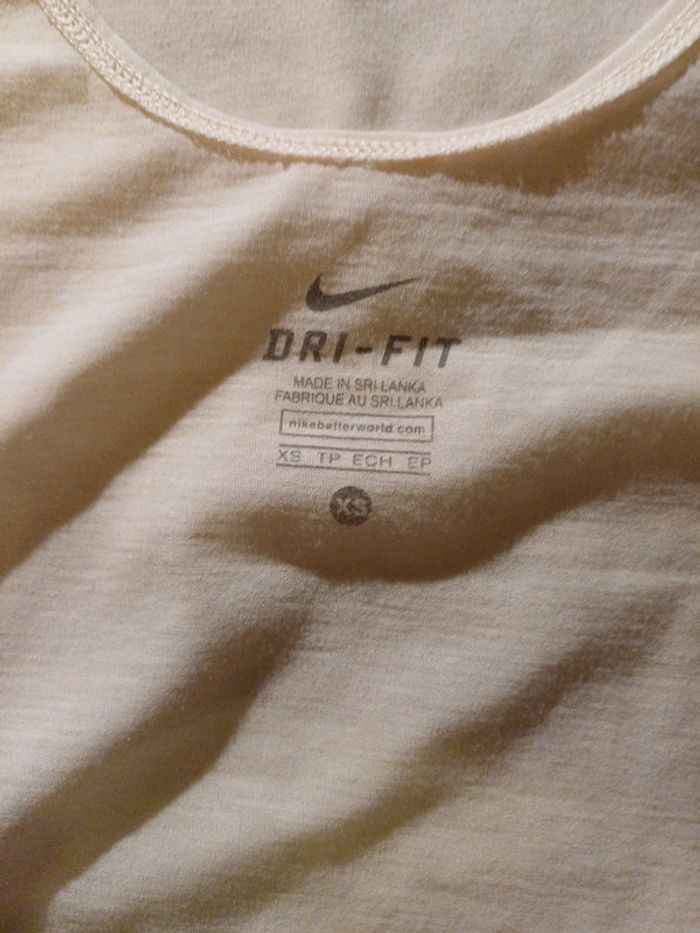 DRI-FIT
MADE IN SRI LANKA
FABRIQUE AU SRI LANKA
nikebetterworld.com
XS TP ECH EP
XS